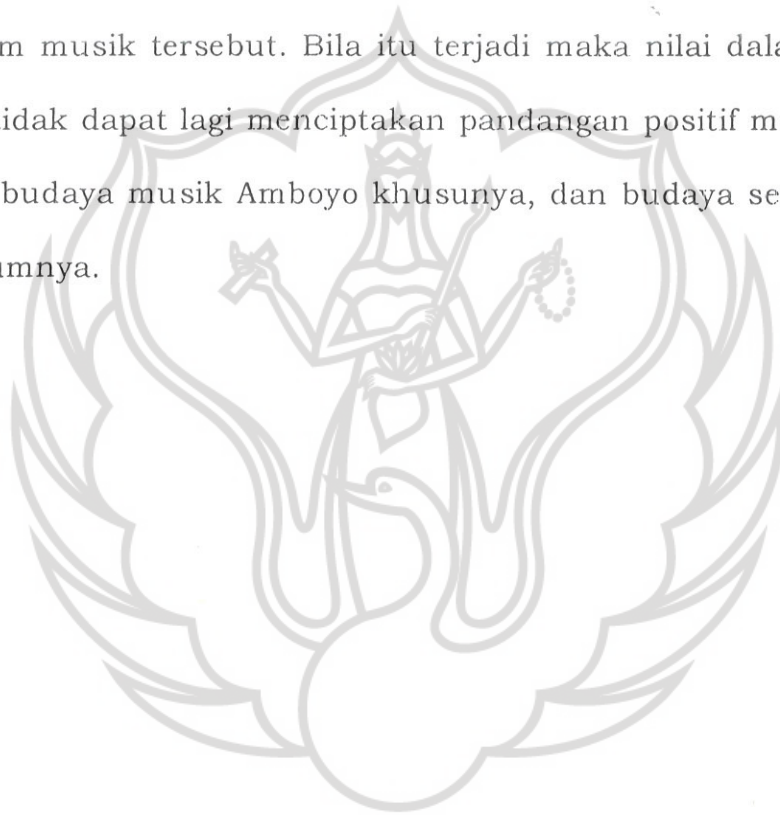 m musik tersebut. Bila itu terjadi maka nilai dala
idak dapat lagi menciptakan pandangan positif m
budaya musik Amboyo khusunya, dan budaya se
umnya.